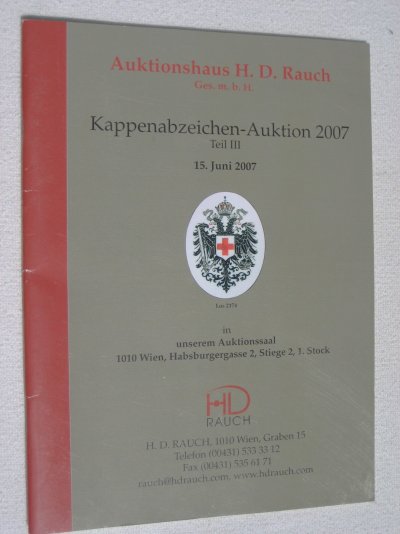 Auktionshaus H. D. Rauch
Ges. m. b. H.
Kappenabzeichen-Auktion 2007
Teil III
15. Juni 2007
in
unserem Auktionssaal
1010 Wien, Habsburgergasse 2, Stiege 2, 1. Stock
HD
RAUCH
H. D. RAUCH, 1010 Wien, Graben 15
Telefon (00431) 533 33 12
Fax (00431) 535 61 71
rauch@hdrauch.com, www.hdrauch.com